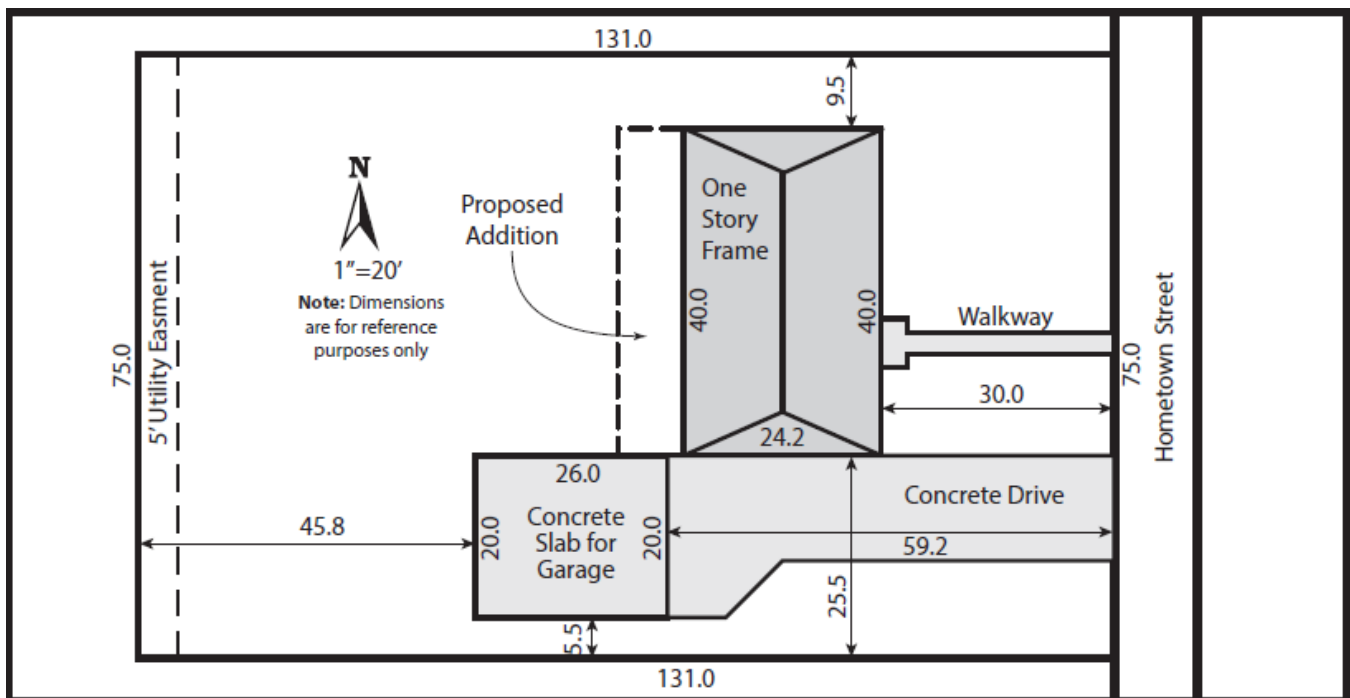 131.0
9.5
N
1”=20’
Note: Dimensions
are for reference
purposes only
Proposed
Addition
One
Story
Frame
40.0
40.0
24.2
Walkway
30.0
75.0
5’ Utility Easment
75.0
Hometown Street
26.0
Concrete
Slab for
Garage
20.0
20.0
45.8
Concrete Drive
59.2
25.5
5.5
131.0